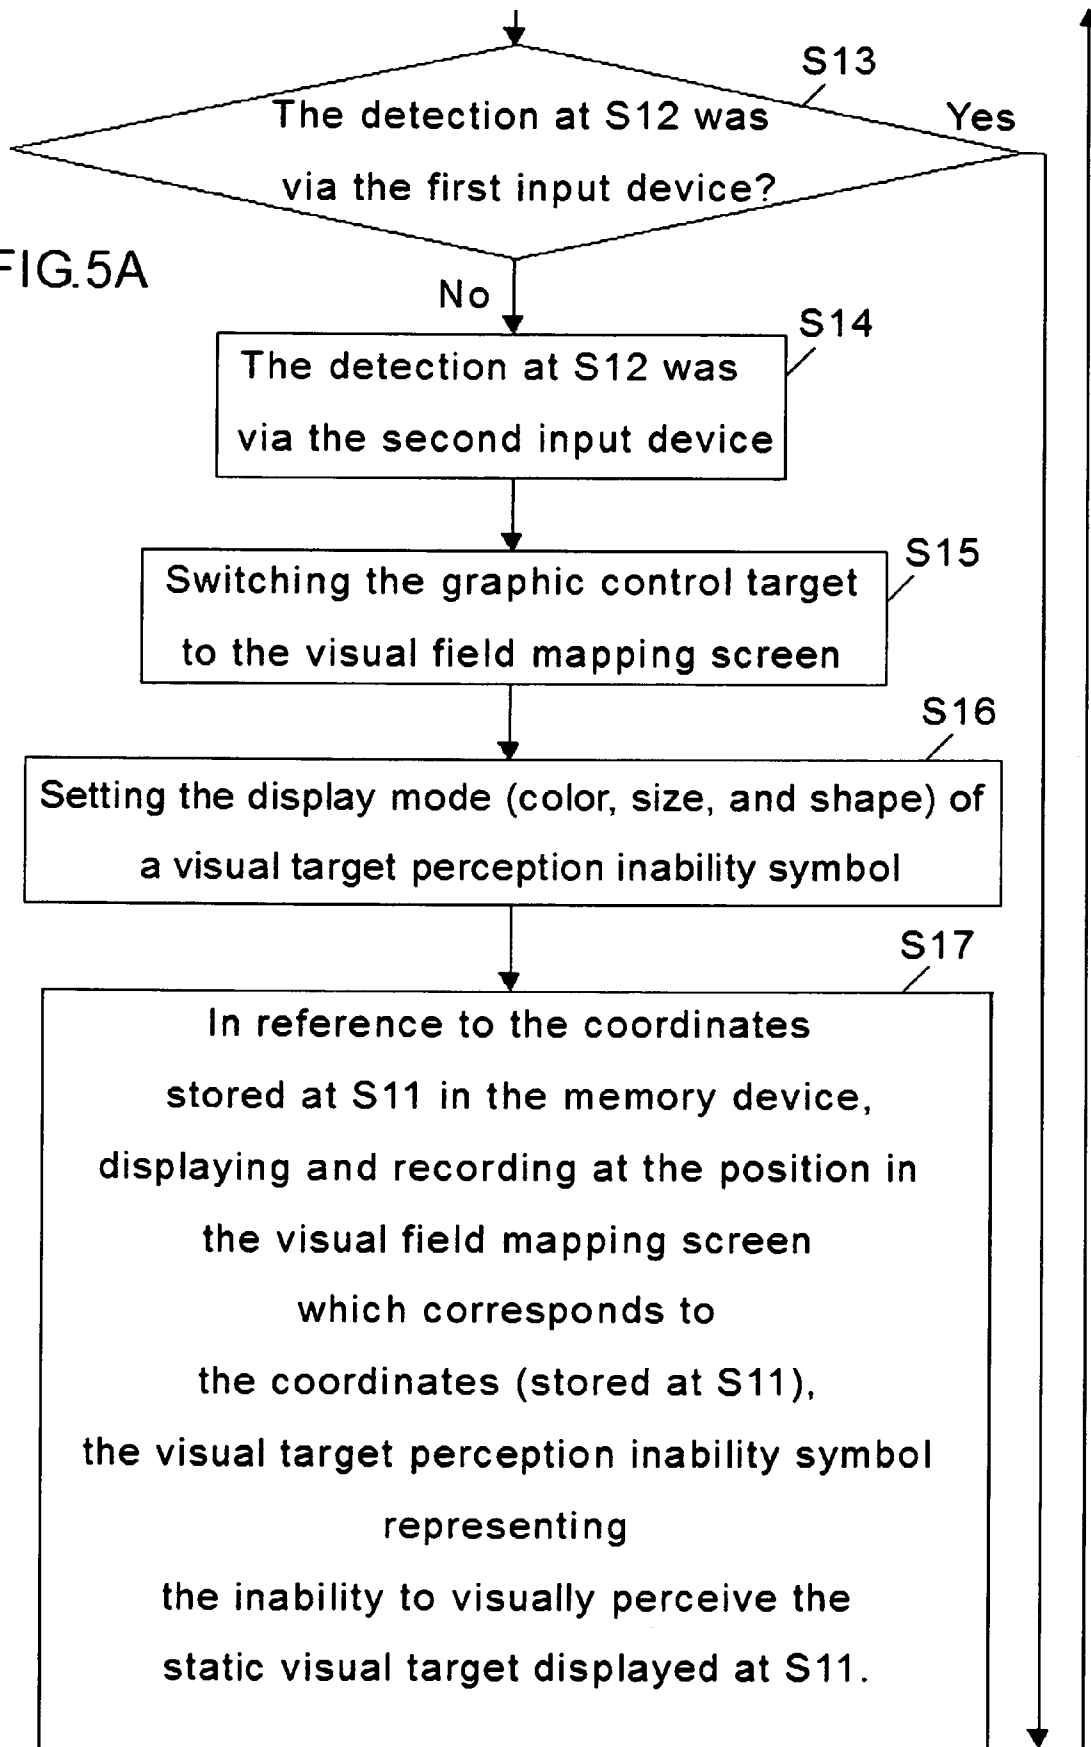 S13
The detection at S12 was
Yes
via the first input device?
FIG.5A
No
S14
The detection at S12 was
via the second input device
S15
Switching the graphic control target
to the visual field mapping screen
S16
Setting the display mode (color, size, and shape) of
a visual target perception inability symbol
S17
In reference to the coordinates
stored at S11 in the memory device,
displaying and recording at the position in
the visual field mapping screen
which corresponds to
the coordinates (stored at S11),
the visual target perception inability symbol
representing
the inability to visually perceive the
static visual target displayed at S11.